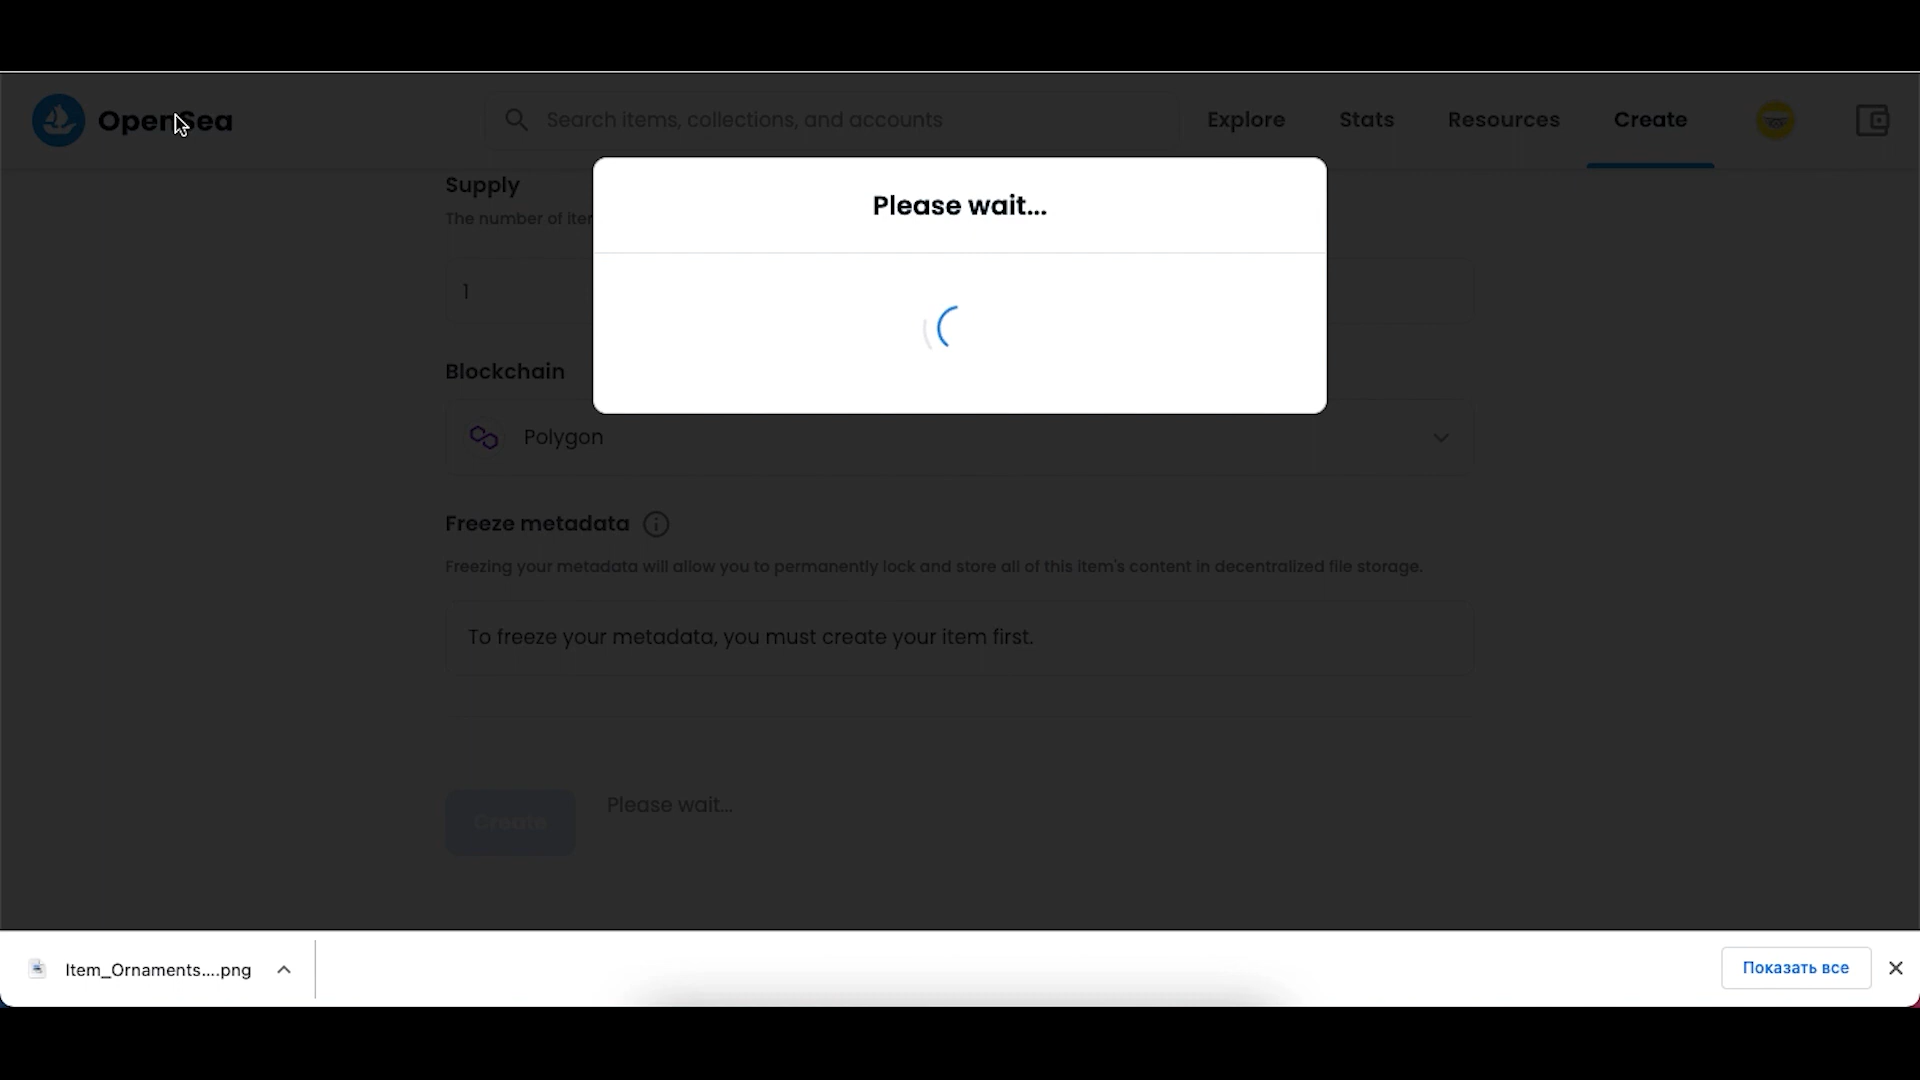 OpenSea
Search items, collections, and accounts
Explore
Stats
Resources
Create
Please wait...
Supply
The number of
1
Blockchain
Polygon
Freeze metadata
Freezing your metadata will allow you to permanently lock and store all of this item's content in decentralized file storage.
To freeze your metadata, you must create your item first.
Create
Please wait...
Item_Ornaments....png
Показать все